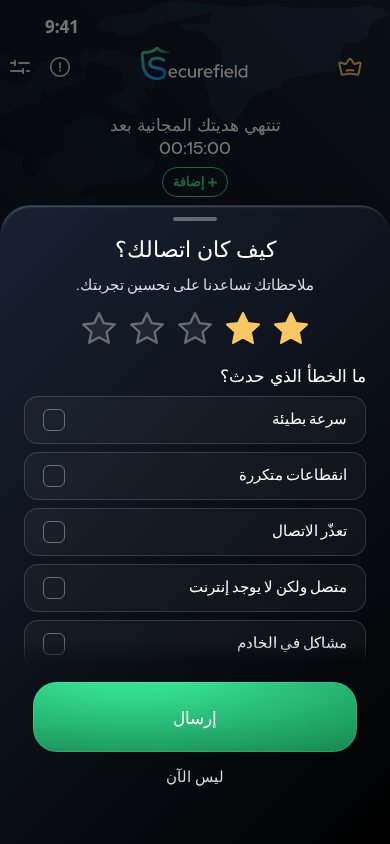 9:41
Securefield
تنتهي هديتك المجانية بعد
00:15:00
+ إضافة
كيف كان اتصالك؟
ملاحظاتك تساعدنا على تحسين تجربتك.
ما الخطأ الذي حدث؟
سرعة بطيئة
انقطاعات متكررة
تعذّر الاتصال
متصل ولكن لا يوجد إنترنت
مشاكل في الخادم
إرسال
ليس الآن